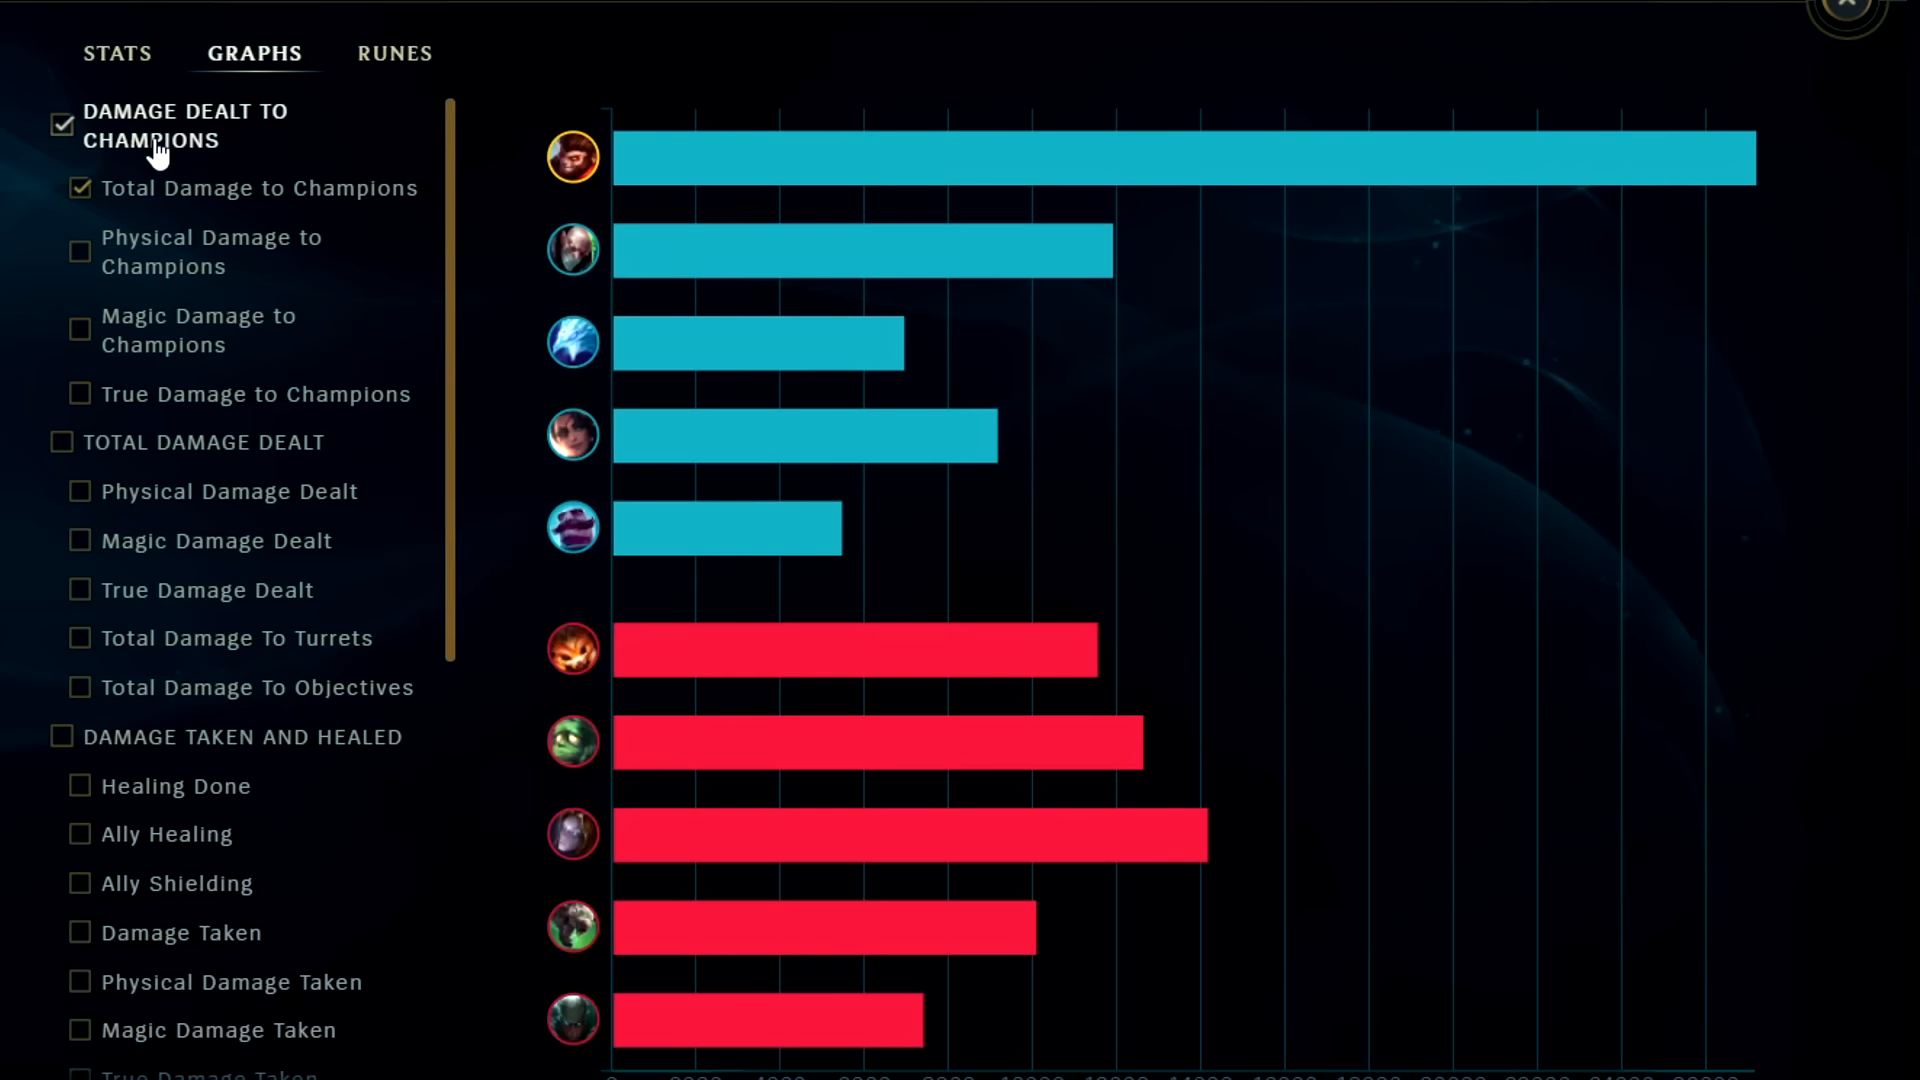 STATS GRAPHS RUNES
DAMAGE DEALT TO
CHAMPIONS
Total Damage to Champions
Physical Damage to
Champions
Magic Damage to
Champions
True Damage to Champions
TOTAL DAMAGE DEALT
Physical Damage Dealt
Magic Damage Dealt
True Damage Dealt
Total Damage To Turrets
Total Damage To Objectives
DAMAGE TAKEN AND HEALED
Healing Done
Ally Healing
Ally Shielding
Damage Taken
Physical Damage Taken
Magic Damage Taken
True Damage Taken